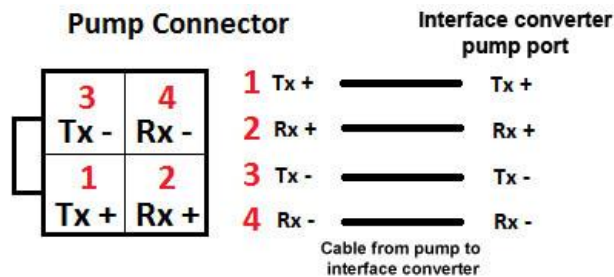 Pump Connector
Interface converter
pump port
3 4
Tx - Rx -
1 2
Tx + Rx +
1 Tx + Tx +
2 Rx + Rx +
3 Tx - Tx -
4 Rx - Rx -
Cable from pump to
interface converter